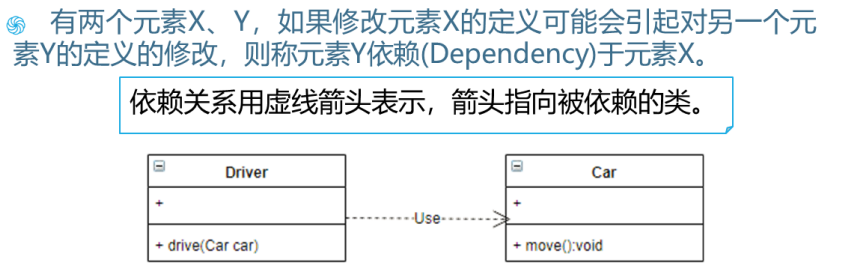 有两个元素X、Y，如果修改元素X的定义可能会引起对另一个元
素Y的定义的修改，则称元素Y依赖(Dependency)于元素X。
依赖关系用虚线箭头表示，箭头指向被依赖的类。
Driver
+
+ drive(Car car)
Use
Car
+
+ move():void